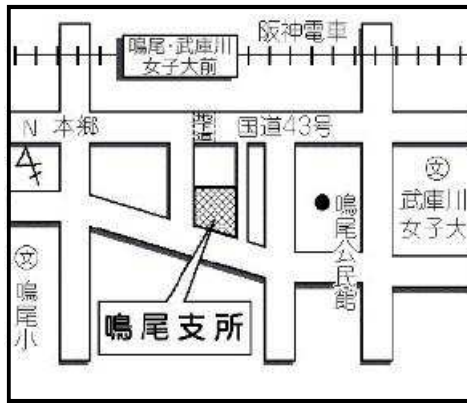 阪神電車
鳴尾・武庫川
女子大前
N
本郷
地下道
国道43号
文
武庫川
女子大
鳴尾公民館
文
鳴尾小
鳴尾支所